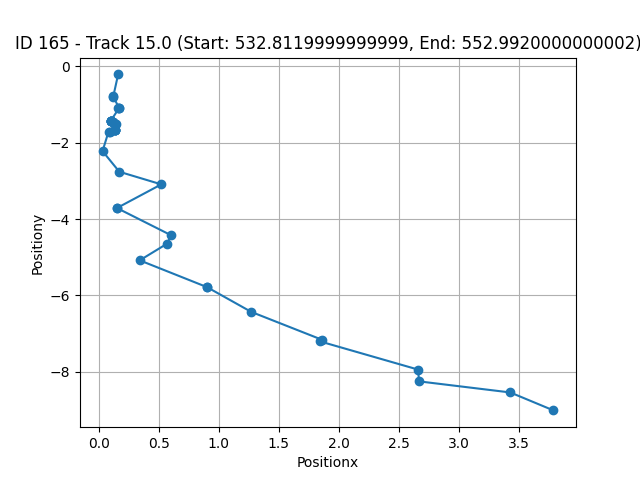 ID 165 - Track 15.0 (Start: 532.8119999999999, End: 552.9920000000002)
0
−2
−4
−6
−8
Positiony
0.0 0.5 1.0 1.5 2.0 2.5 3.0 3.5
Positionx